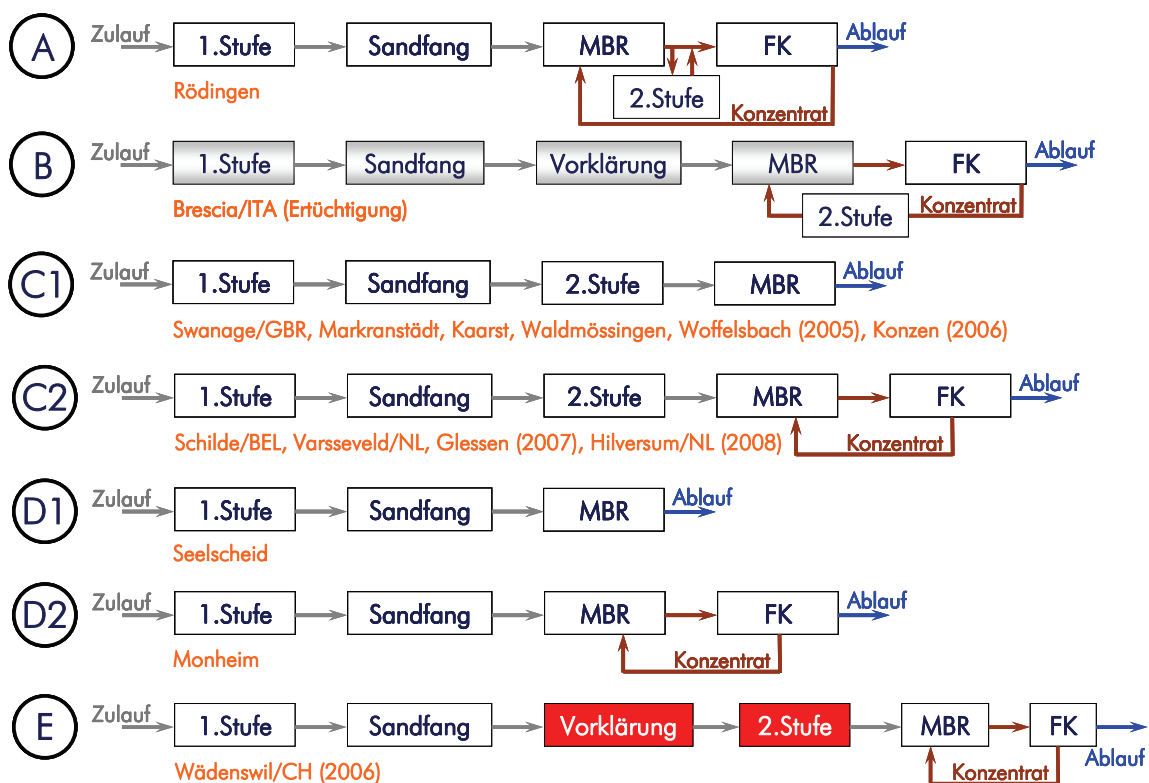 A Zulauf 1.Stufe Sandfang MBR FK Ablauf
2.Stufe
Konzentrat
Rödingen
B Zulauf 1.Stufe Sandfang Vorklärung MBR FK Ablauf
2.Stufe Konzentrat
Brescia/ITA (Ertüchtigung)
C1 Zulauf 1.Stufe Sandfang 2.Stufe MBR Ablauf
Swanage/GBR, Markranstädt, Kaarst, Waldmössingen, Woffelsbach (2005), Konzen (2006)
C2 Zulauf 1.Stufe Sandfang 2.Stufe MBR FK Ablauf
Schilde/BEL, Varsseveld/NL, Glessen (2007), Hilversum/NL (2008) Konzentrat
D1 Zulauf 1.Stufe Sandfang MBR Ablauf
Seelscheid
D2 Zulauf 1.Stufe Sandfang MBR FK Ablauf
Monheim Konzentrat
E Zulauf 1.Stufe Sandfang Vorklärung 2.Stufe MBR FK Ablauf
Wädenswil/CH (2006) Konzentrat